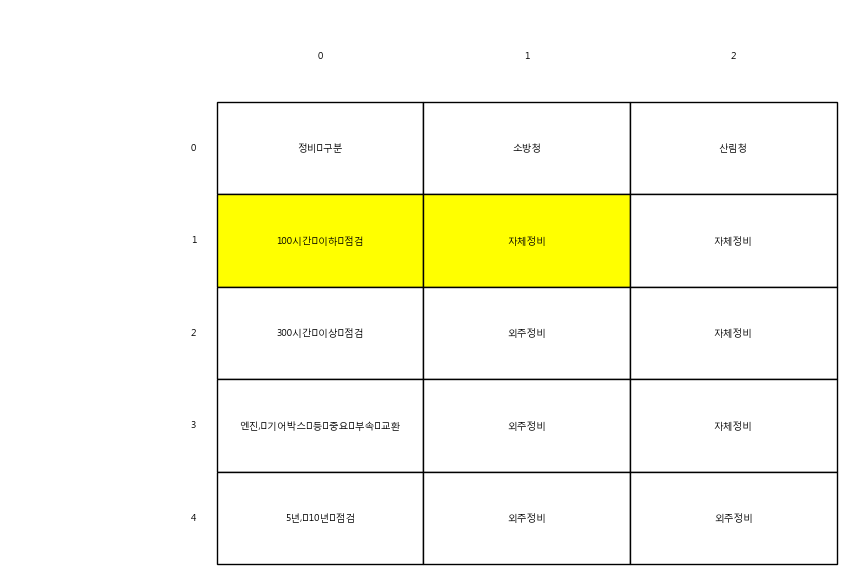 0 1 2
0 정비 구분 소방청 산림청
1 100시간 이하 점검 자체정비 자체정비
2 300시간 이상 점검 외주정비 자체정비
3 엔진, 기어박스 등 중요 부속 교환 외주정비 자체정비
4 5년, 10년 점검 외주정비 외주정비